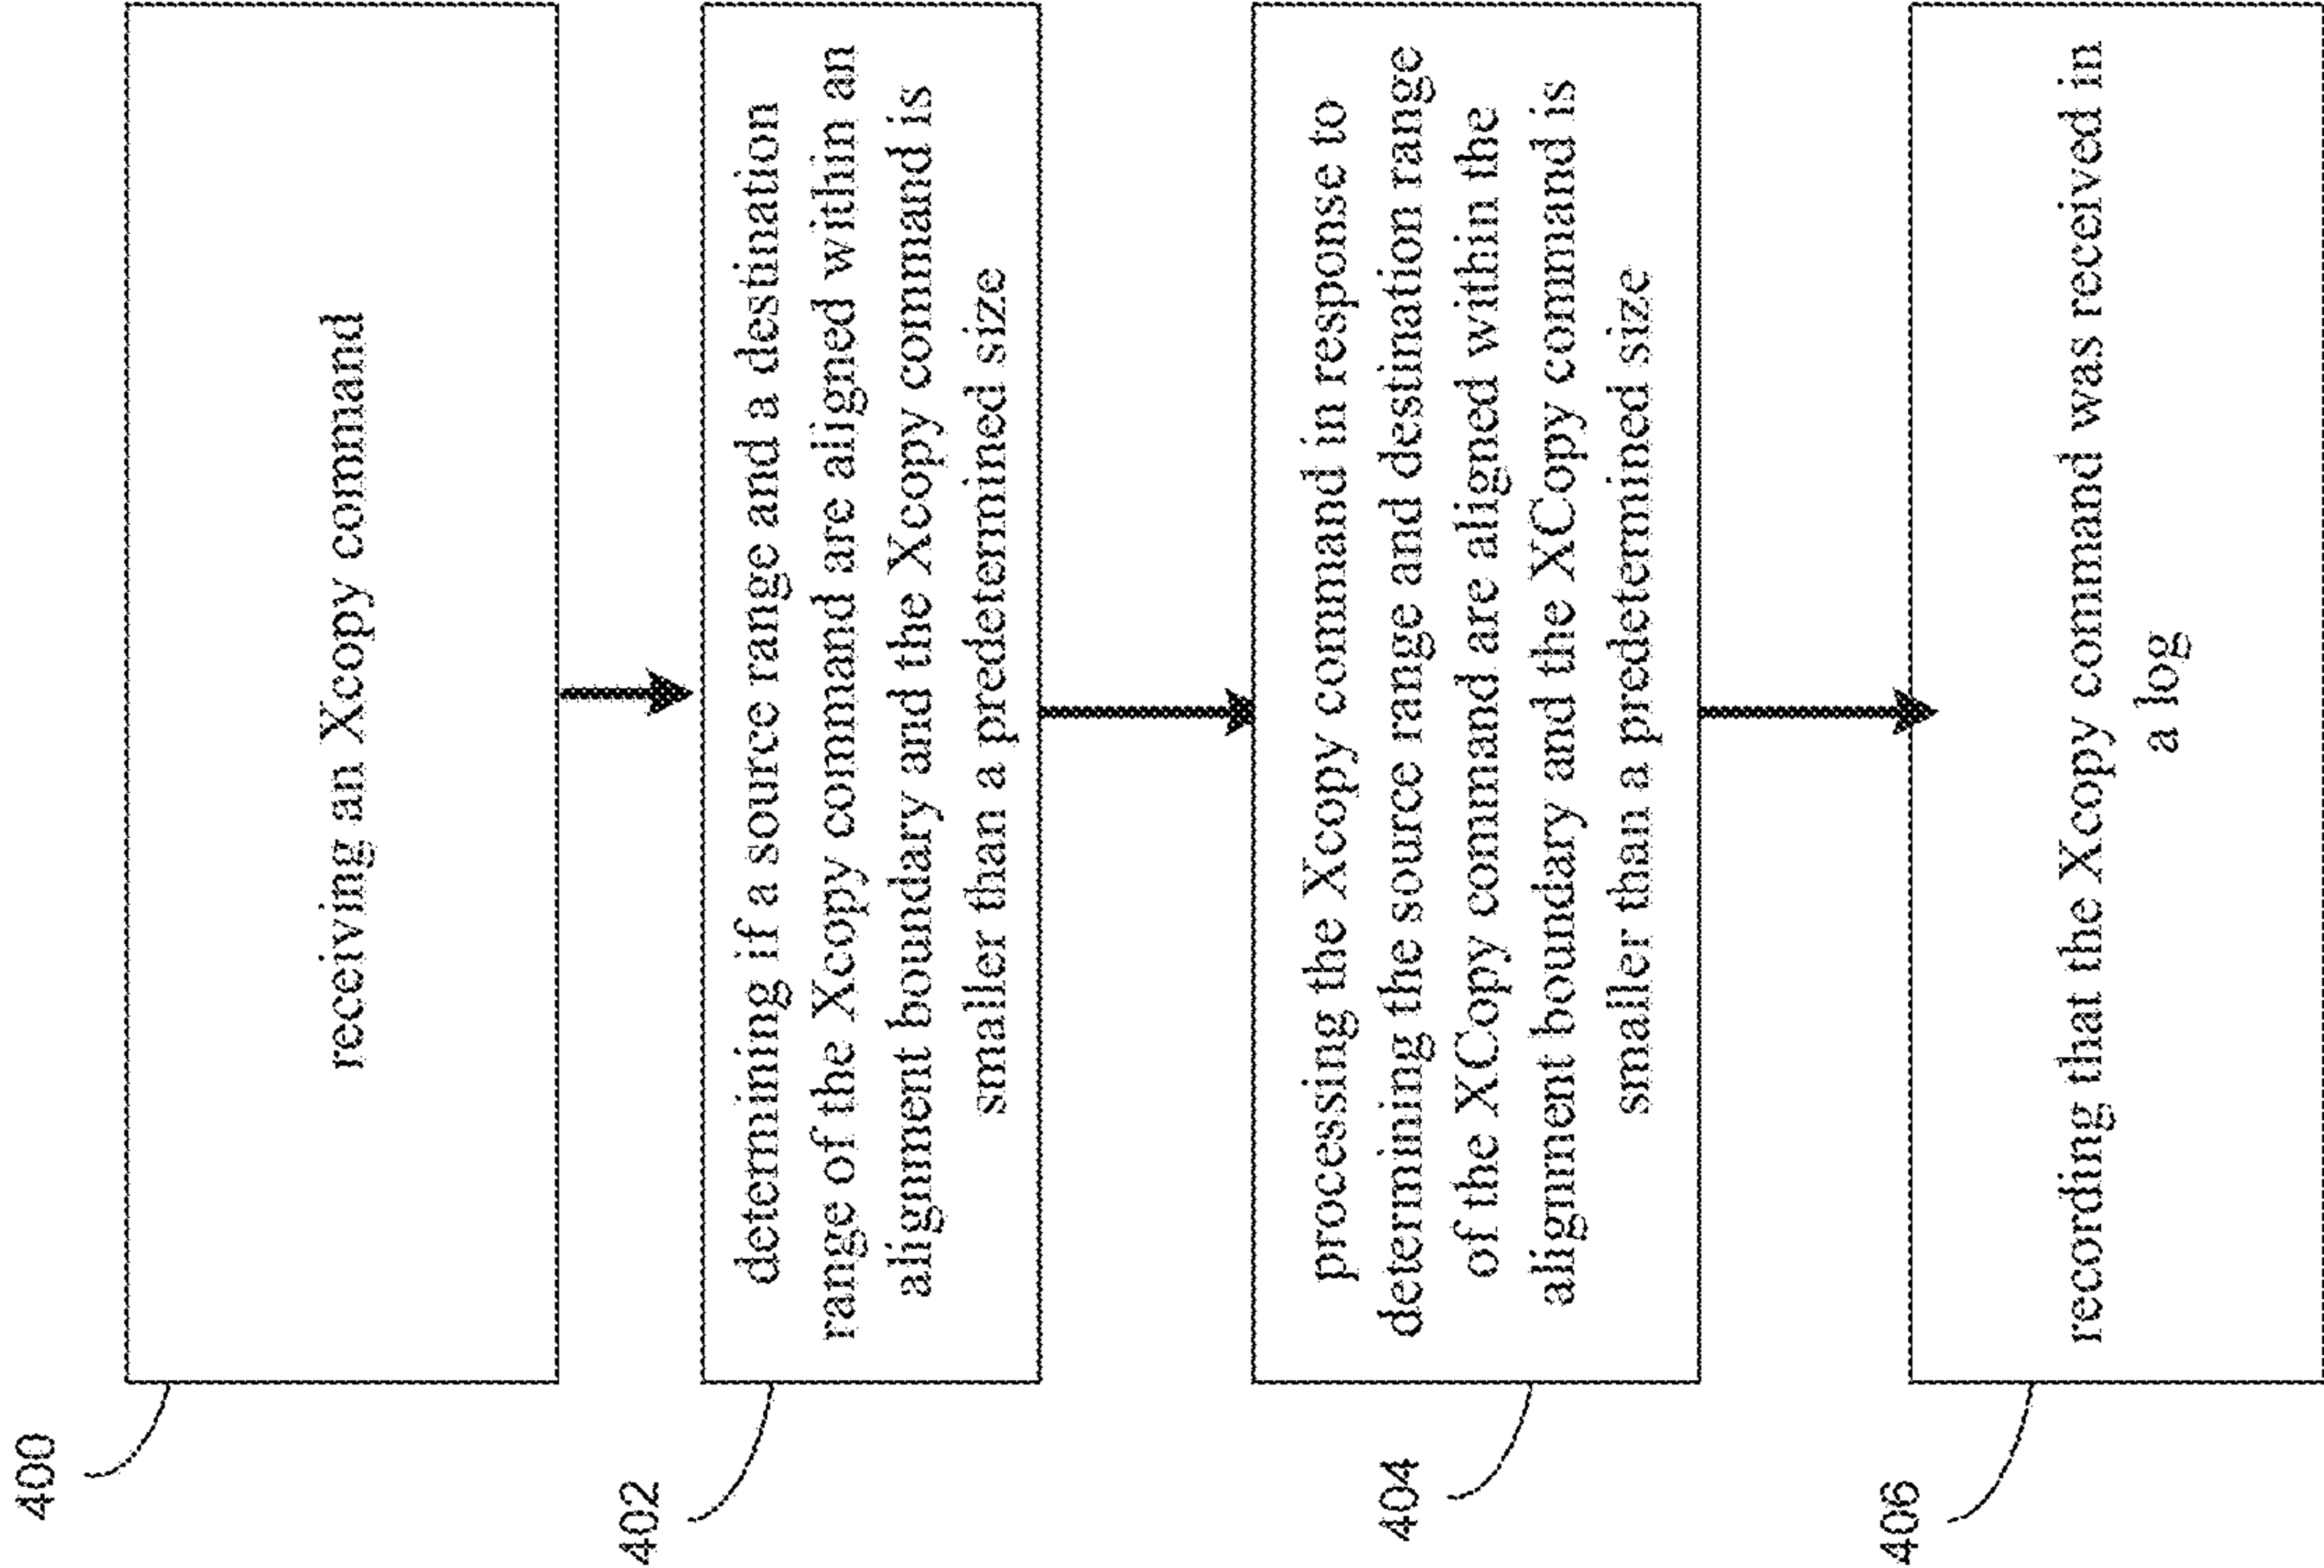 400
receiving an Xcopy command
402
determining if a source range and a destination
range of the Xcopy command are aligned within an
alignment boundary and the Xcopy command is
smaller than a predetermined size
404
processing the Xcopy command in response to
determining the source range and destination range
of the XCopy command are aligned within the
alignment boundary and the XCopy command is
smaller than a predetermined size
406
recording that the Xcopy command was received in
a log